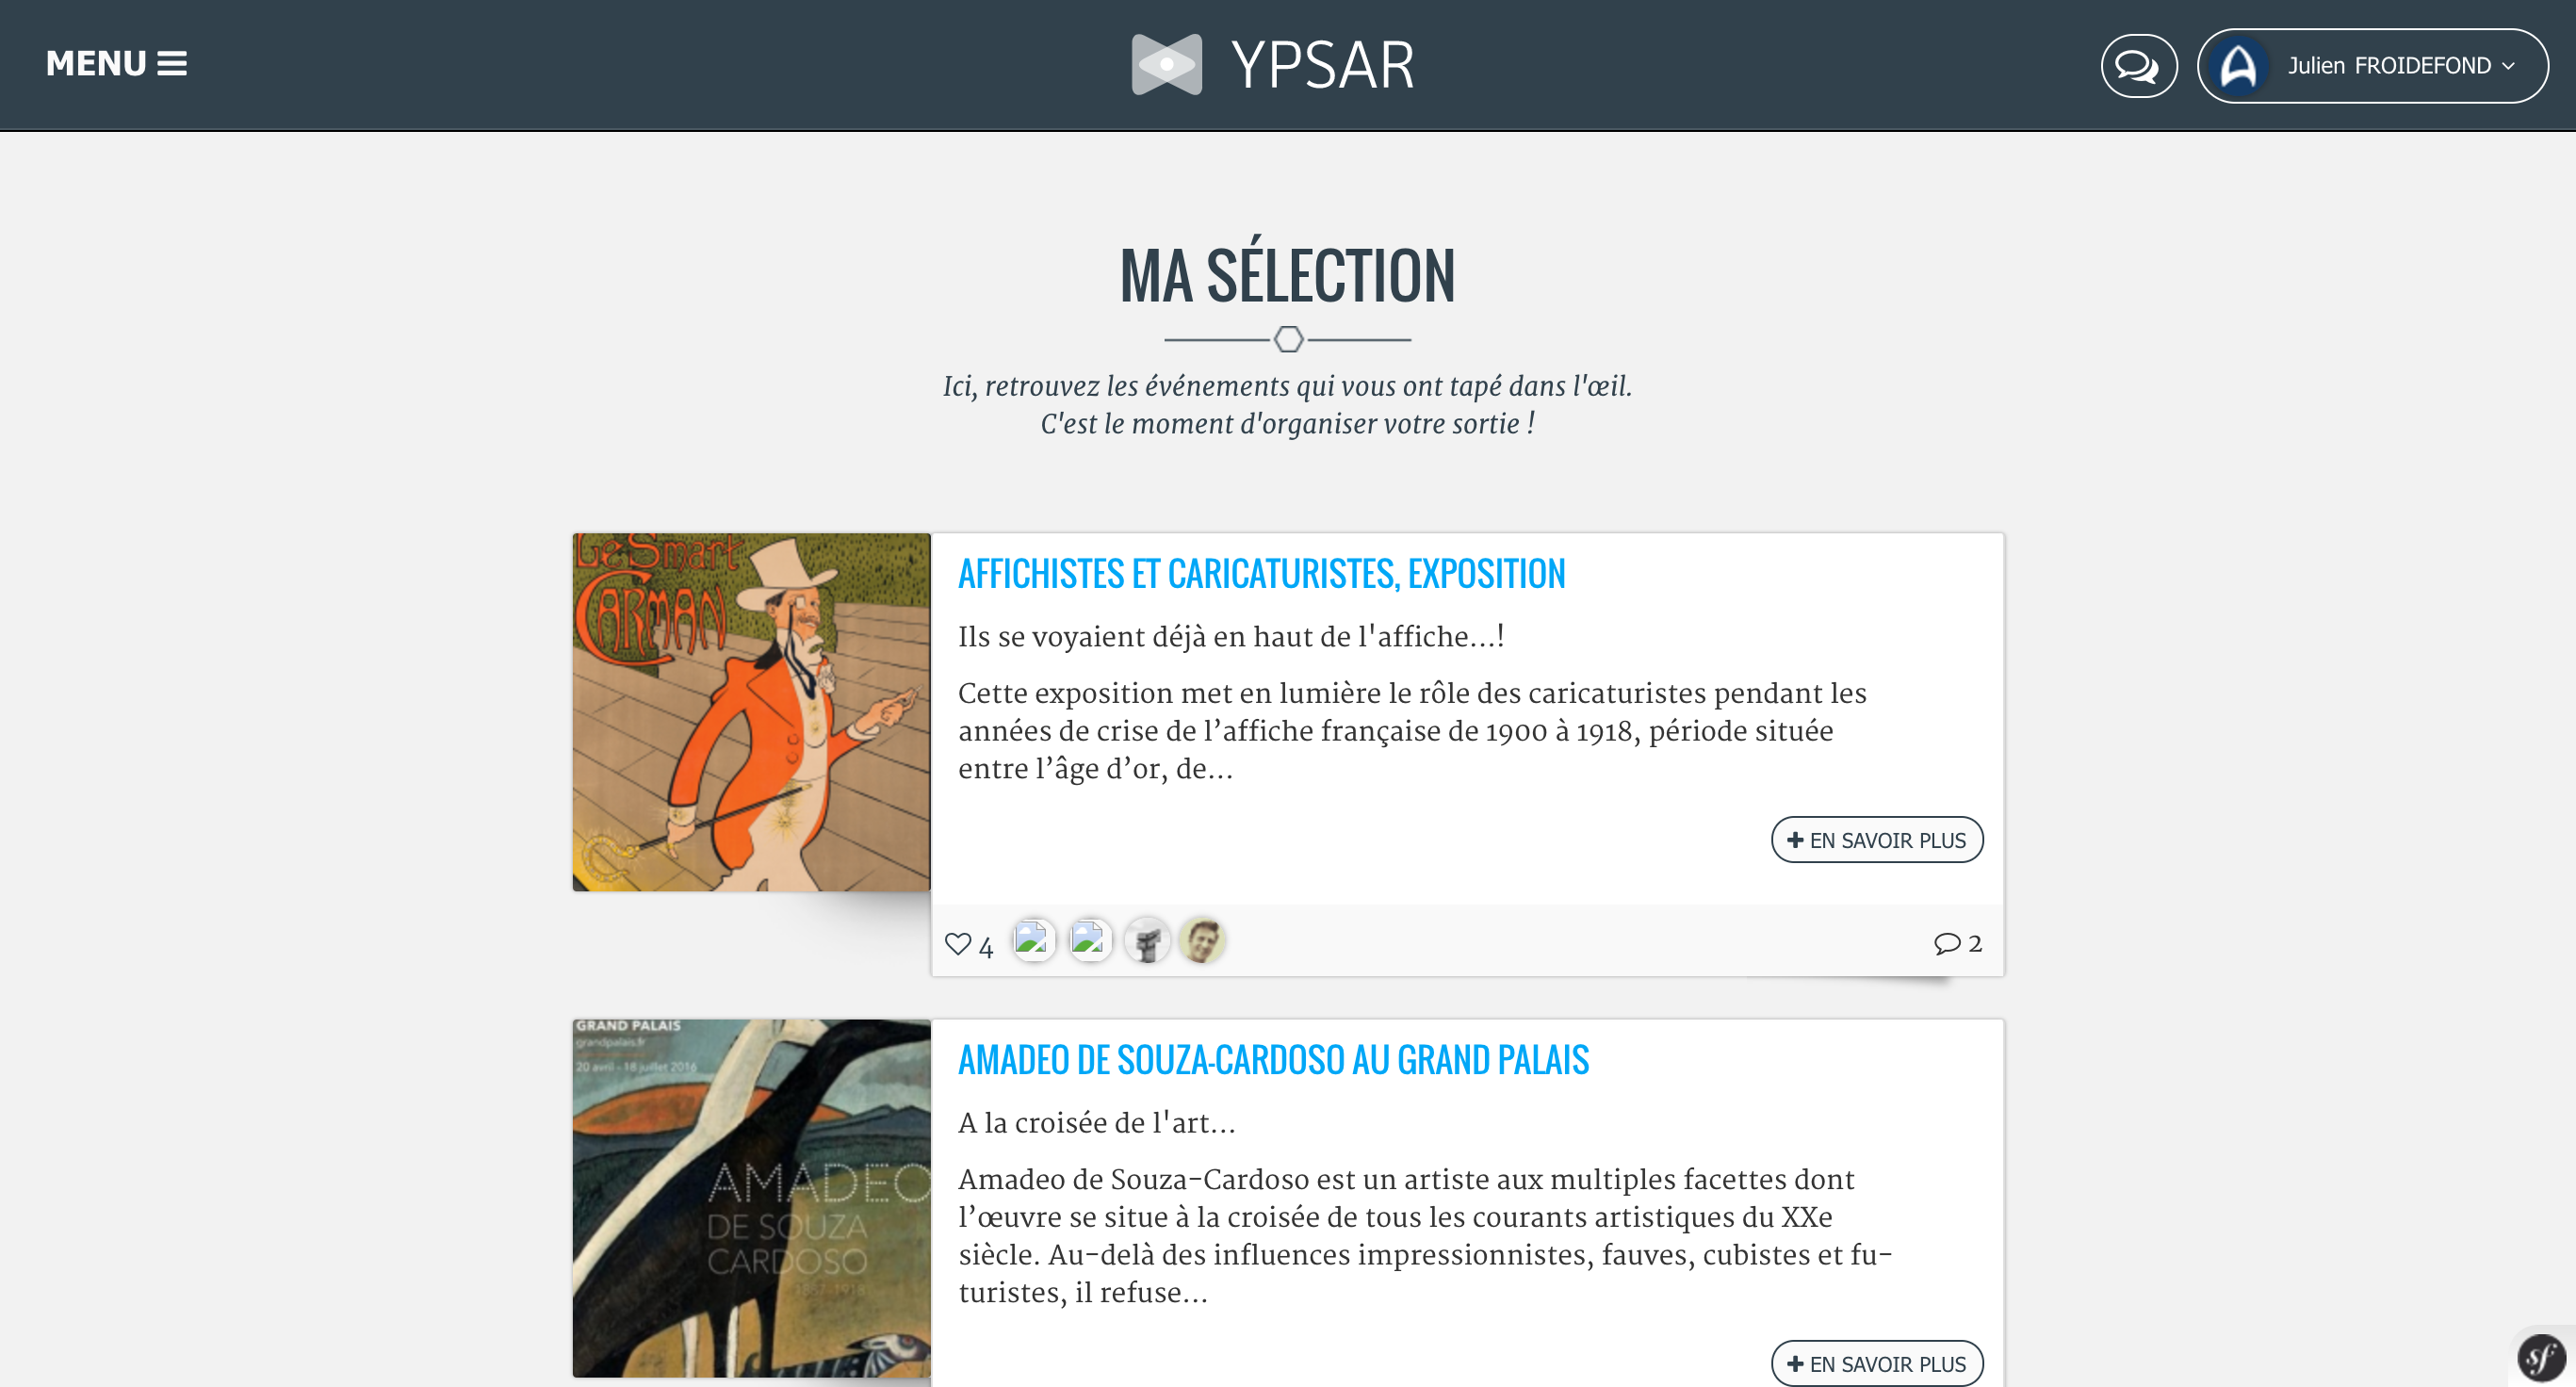 MENU
YPSAR
Julien FROIDEFOND
MA SÉLECTION
Ici, retrouvez les événements qui vous ont tapé dans l'œil.
C'est le moment d'organiser votre sortie !
Le Smart
CARMAN
AFFICHISTES ET CARICATURISTES, EXPOSITION
Ils se voyaient déjà en haut de l'affiche...!
Cette exposition met en lumière le rôle des caricaturistes pendant les
années de crise de l’affiche française de 1900 à 1918, période située
entre l’âge d’or, de...
EN SAVOIR PLUS
4
2
GRAND PALAIS
grandpalais.fr
20 avril - 18 juillet 2016
AMADEO
DE SOUZA
CARDOSO
1887 1918
AMADEO DE SOUZA-CARDOSO AU GRAND PALAIS
A la croisée de l'art...
Amadeo de Souza-Cardoso est un artiste aux multiples facettes dont
l’œuvre se situe à la croisée de tous les courants artistiques du XXe
siècle. Au-delà des influences impressionnistes, fauves, cubistes et fu-
turistes, il refuse...
EN SAVOIR PLUS
sf